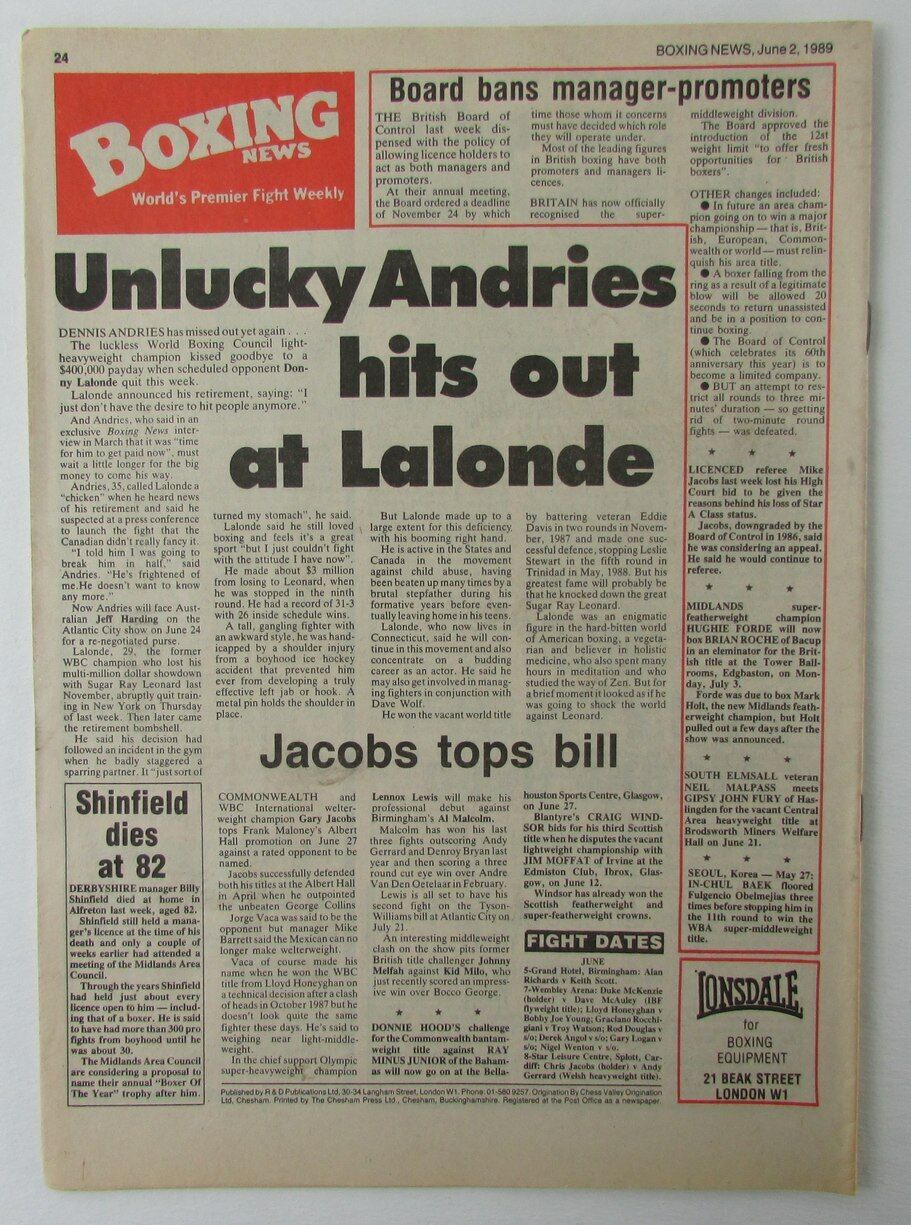 24
BOXING NEWS, June 2, 1989
BOXING
NEWS
World's Premier Fight Weekly
Board bans manager-promoters
THE British Board of
Control last week dis-
pensed with the policy of
allowing licence holders to
act as both managers and
promoters.
At their annual meeting,
the Board ordered a deadline
of November 24 by which
time those whom it concerns
must have decided which role
they will operate under.
Most of the leading figures
in British boxing have both
promoters and managers li-
cences.
BRITAIN has now officially
recognised the super-
middleweight division.
The Board approved the
introduction of the 12st
weight limit "to offer fresh
opportunities for British
boxers".
OTHER changes included:
● In future an area cham-
pion going on to win a major
championship — that is, Brit-
ish, European, Common-
wealth or world — must relin-
quish his area title.
● A boxer falling from the
ring as a result of a legitimate
blow will be allowed 20
seconds to return unassisted
and be in a position to con-
tinue boxing.
● The Board of Control
(which celebrates its 60th
anniversary this year) is to
become a limited company.
● BUT an attempt to res-
trict all rounds to three mi-
nutes' duration — so getting
rid of two-minute round
fights — was defeated.
★ ★ ★
LICENCED referee Mike
Jacobs last week lost his High
Court bid to be given the
reasons behind his loss of Star
A Class status.
Jacobs, downgraded by the
Board of Control in 1986, said
he was considering an appeal.
He said he would continue to
referee.
★ ★ ★
MIDLANDS super-
featherweight champion
HUGHIE FORDE will now
box BRIAN ROCHE of Bacup
in an eleminator for the Brit-
ish title at the Tower Ball-
rooms, Edgbaston, on Mon-
day, July 3.
Forde was due to box Mark
Holt, the new Midlands feath-
erweight champion, but Holt
pulled out a few days after the
show was announced.
★ ★ ★
SOUTH ELMSALL veteran
NEIL MALPASS meets
GIPSY JOHN FURY of Has-
lingden for the vacant Central
Area heavyweight title at
Brodsworth Miners Welfare
Hall on June 21.
★ ★ ★
SEOUL, Korea — May 27:
IN-CHUL BAEK floored
Fulgencio Obelmejias three
times before stopping him in
the 11th round to win the
WBA super-middleweight
title.
Unlucky Andries
hits out
at Lalonde
DENNIS ANDRIES has missed out yet again . . .
The luckless World Boxing Council light-
heavyweight champion kissed goodbye to a
$400,000 payday when scheduled opponent Don-
ny Lalonde quit this week.
Lalonde announced his retirement, saying: "I
just don't have the desire to hit people anymore."
And Andries, who said in an
exclusive Boxing News inter-
view in March that it was "time
for him to get paid now", must
wait a little longer for the big
money to come his way.
Andries, 35, called Lalonde a
"chicken" when he heard news
of his retirement and said he
suspected at a press conference
to launch the fight that the
Canadian didn't really fancy it.
"I told him I was going to
break him in half," said
Andries. "He's frightened of
me.He doesn't want to know
any more."
Now Andries will face Aust-
ralian Jeff Harding on the
Atlantic City show on June 24
for a re-negotiated purse.
Lalonde, 29, the former
WBC champion who lost his
multi-million dollar showdown
with Sugar Ray Leonard last
November, abruptly quit train-
ing in New York on Thursday
of last week. Then later came
the retirement bombshell.
He said his decision had
followed an incident in the gym
when he badly staggered a
sparring partner. It "just sort of
turned my stomach", he said.
Lalonde said he still loved
boxing and feels it's a great
sport "but I just couldn't fight
with the attitude I have now".
He made about $3 million
from losing to Leonard, when
he was stopped in the ninth
round. He had a record of 31-3
with 26 inside schedule wins.
A tall, gangling fighter with
an awkward style, he was hand-
icapped by a shoulder injury
from a boyhood ice hockey
accident that prevented him
ever from developing a truly
effective left jab or hook. A
metal pin holds the shoulder in
place.
But Lalonde made up to a
large extent for this deficiency,
with his booming right hand.
He is active in the States and
Canada in the movement
against child abuse, having
been beaten up many times by a
brutal stepfather during his
formative years before even-
tually leaving home in his teens.
Lalonde, who now lives in
Connecticut, said he will con-
tinue in this movement and also
concentrate on a budding
career as an actor. He said he
may also get involved in manag-
ing fighters in conjunction with
Dave Wolf.
He won the vacant world title
by battering veteran Eddie
Davis in two rounds in Novem-
ber, 1987 and made one suc-
cessful defence, stopping Leslie
Stewart in the fifth round in
Trinidad in May, 1988. But his
greatest fame will probably be
that he knocked down the great
Sugar Ray Leonard.
Lalonde was an enigmatic
figure in the hard-bitten world
of American boxing, a vegeta-
rian and believer in holistic
medicine, who also spent many
hours in meditation and who
studied the way of Zen. But for
a brief moment it looked as if he
was going to shock the world
against Leonard.
Shinfield
dies
at 82
DERBYSHIRE manager Billy
Shinfield died at home in
Alfreton last week, aged 82.
Shinfield still held a mana-
ger's licence at the time of his
death and only a couple of
weeks earlier had attended a
meeting of the Midlands Area
Council.
Through the years Shinfield
had held just about every
licence open to him — includ-
ing that of a boxer. He is said
to have had more than 300 pro
fights from boyhood until he
was about 30.
The Midlands Area Council
are considering a proposal to
name their annual "Boxer Of
The Year" trophy after him.
Jacobs tops bill
COMMONWEALTH and
WBC International welter-
weight champion Gary Jacobs
tops Frank Maloney's Albert
Hall promotion on June 27
against a rated opponent to be
named.
Jacobs successfully defended
both his titles at the Albert Hall
in April when he outpointed
the unbeaten George Collins
Jorge Vaca was said to be the
opponent but manager Mike
Barrett said the Mexican can no
longer make welterweight.
Vaca of course made his
name when he won the WBC
title from Lloyd Honeyghan on
a technical decision after a clash
of heads in October 1987 but he
doesn't look quite the same
fighter these days. He's said to
weighing near light-middle-
weight.
In the chief support Olympic
super-heavyweight champion
Lennox Lewis will make his
professional debut against
Birmingham's Al Malcolm.
Malcolm has won his last
three fights outscoring Andy
Gerrard and Denroy Bryan last
year and then scoring a three
round cut eye win over Andre
Van Den Oetelaar in February.
Lewis is all set to have his
second fight on the Tyson-
Williams bill at Atlantic City on
July 21.
An interesting middleweight
clash on the show pits former
British title challenger Johnny
Melfah against Kid Milo, who
just recently scored an impress-
ive win over Bocco George.
★ ★ ★
DONNIE HOOD'S challenge
for the Commonwealth bantam-
weight title against RAY
MINUS JUNIOR of the Baham-
as will now go on at the Bella-
houston Sports Centre, Glasgow,
on June 27.
Blantyre's CRAIG WIND-
SOR bids for his third Scottish
title when he disputes the vacant
lightweight championship with
JIM MOFFAT of Irvine at the
Edmiston Club, Ibrox, Glas-
gow, on June 12.
Windsor has already won the
Scottish featherweight and
super-featherweight crowns.
FIGHT DATES
JUNE
5-Grand Hotel, Birmingham: Alan
Richards v Keith Scott.
7-Wembley Arena: Duke McKenzie
(holder) v Dave McAuley (IBF
flyweight title); Lloyd Honeyghan v
Bobby Joe Young; Graciano Rocchi-
giani v Troy Watson; Rod Douglas v
s/o; Derek Angol v s/o; Gary Logan v
s/o; Nigel Wenton v s/o.
8-Star Leisure Centre, Splott, Car-
diff: Chris Jacobs (holder) v Andy
Gerrard (Welsh heavyweight title).
LONSDALE
for
BOXING
EQUIPMENT
21 BEAK STREET
LONDON W1
Published by R & D Publications Ltd, 30-34 Langham Street, London W1. Phone: 01-580 9257. Origination By Chess Valley Origination
Ltd, Chesham. Printed by The Chesham Press Ltd., Chesham, Buckinghamshire. Registered at the Post Office as a newspaper.